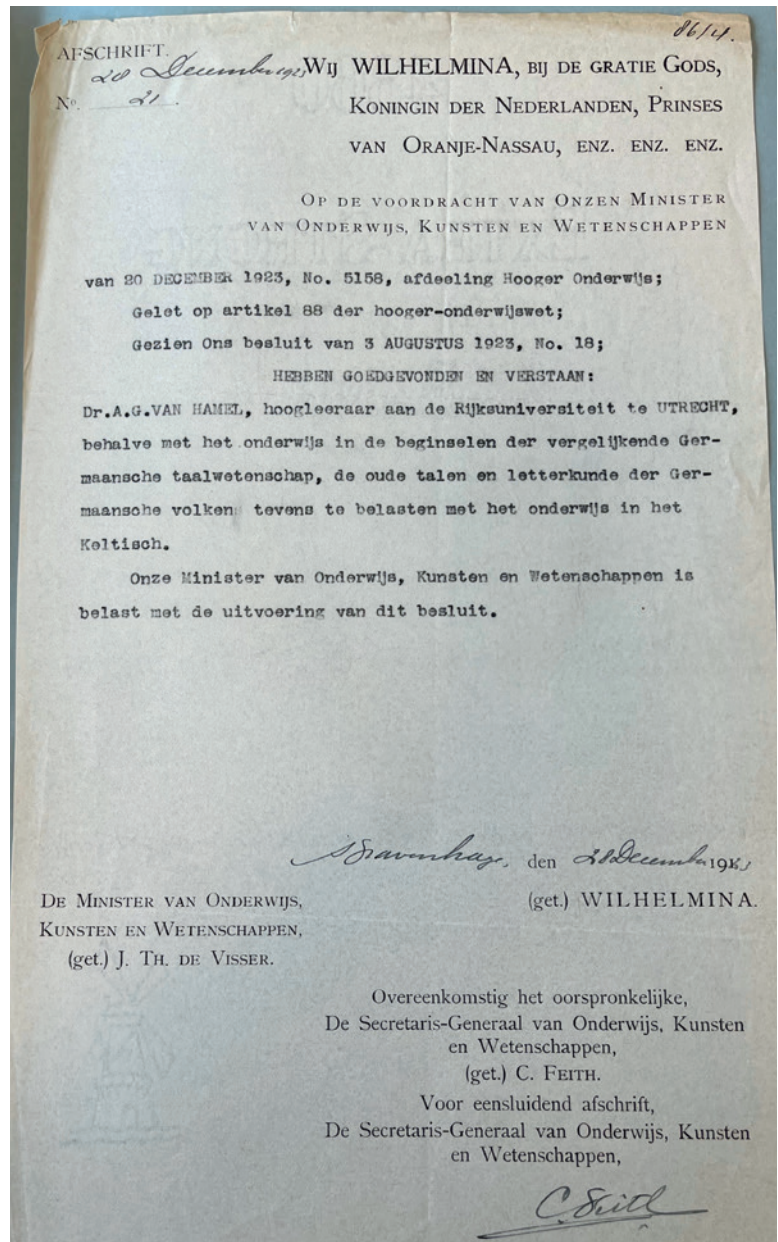 86/4.
AFSCHRIFT.
28 December 1923
No. 21.
WIJ WILHELMINA, BIJ DE GRATIE GODS,
KONINGIN DER NEDERLANDEN, PRINSES
VAN ORANJE-NASSAU, ENZ. ENZ. ENZ.
OP DE VOORDRACHT VAN ONZEN MINISTER
VAN ONDERWIJS, KUNSTEN EN WETENSCHAPPEN
van 20 DECEMBER 1923, No. 5158, afdeeling Hooger Onderwijs;
Gelet op artikel 88 der hooger-onderwijswet;
Gezien Ons besluit van 3 AUGUSTUS 1923, No. 18;
HEBBEN GOEDGEVONDEN EN VERSTAAN:
Dr.A.G.VAN HAMEL, hoogleeraar aan de Rijksuniversiteit te UTRECHT,
behalve met het onderwijs in de beginselen der vergelijkende Ger-
maansche taalwetenschap, de oude talen en letterkunde der Ger-
maansche volken tevens te belasten met het onderwijs in het
Keltisch.
Onze Minister van Onderwijs, Kunsten en Wetenschappen is
belast met de uitvoering van dit besluit.
's Gravenhage, den 28 December 1923
DE MINISTER VAN ONDERWIJS,
KUNSTEN EN WETENSCHAPPEN,
(get.) J. TH. DE VISSER.
(get.) WILHELMINA.
Overeenkomstig het oorspronkelijke,
De Secretaris-Generaal van Onderwijs, Kunsten
en Wetenschappen,
(get.) C. FEITH.
Voor eensluidend afschrift,
De Secretaris-Generaal van Onderwijs, Kunsten
en Wetenschappen,
C. Feith